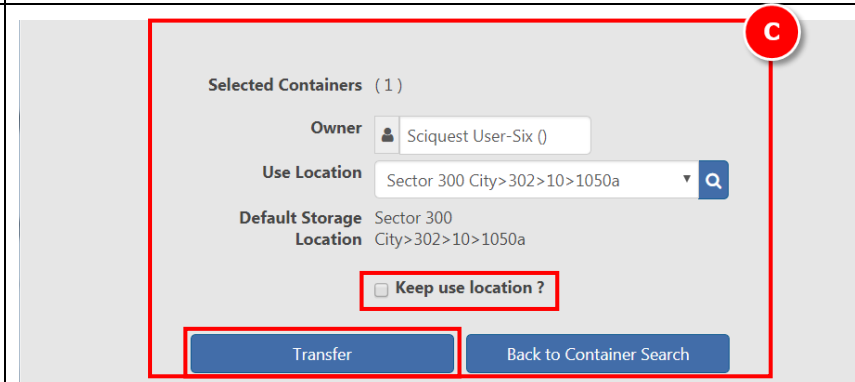 C
Selected Containers ( 1 )
Owner Sciquest User-Six ()
Use Location Sector 300 City>302>10>1050a
Default Storage Sector 300
Location City>302>10>1050a
Keep use location ?
Transfer Back to Container Search